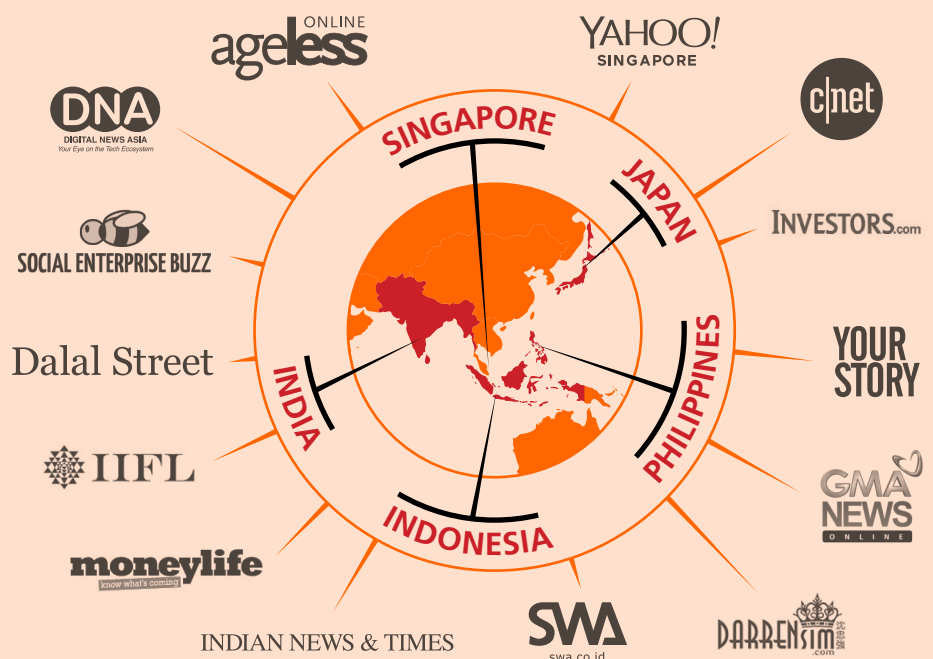 ONLINE
ageless
YAHOO!
SINGAPORE
c|net
DNA
DIGITAL NEWS ASIA
Your Eye on the Tech Ecosystem
SINGAPORE
JAPAN
INVESTORS.com
SOCIAL ENTERPRISE BUZZ
Dalal Street
YOUR
STORY
INDIA
PHILIPPINES
IIFL
GMA
NEWS
ONLINE
INDONESIA
moneylife
know what's coming
INDIAN NEWS & TIMES
SWA
swa.co.id
DARRENSIM
.com